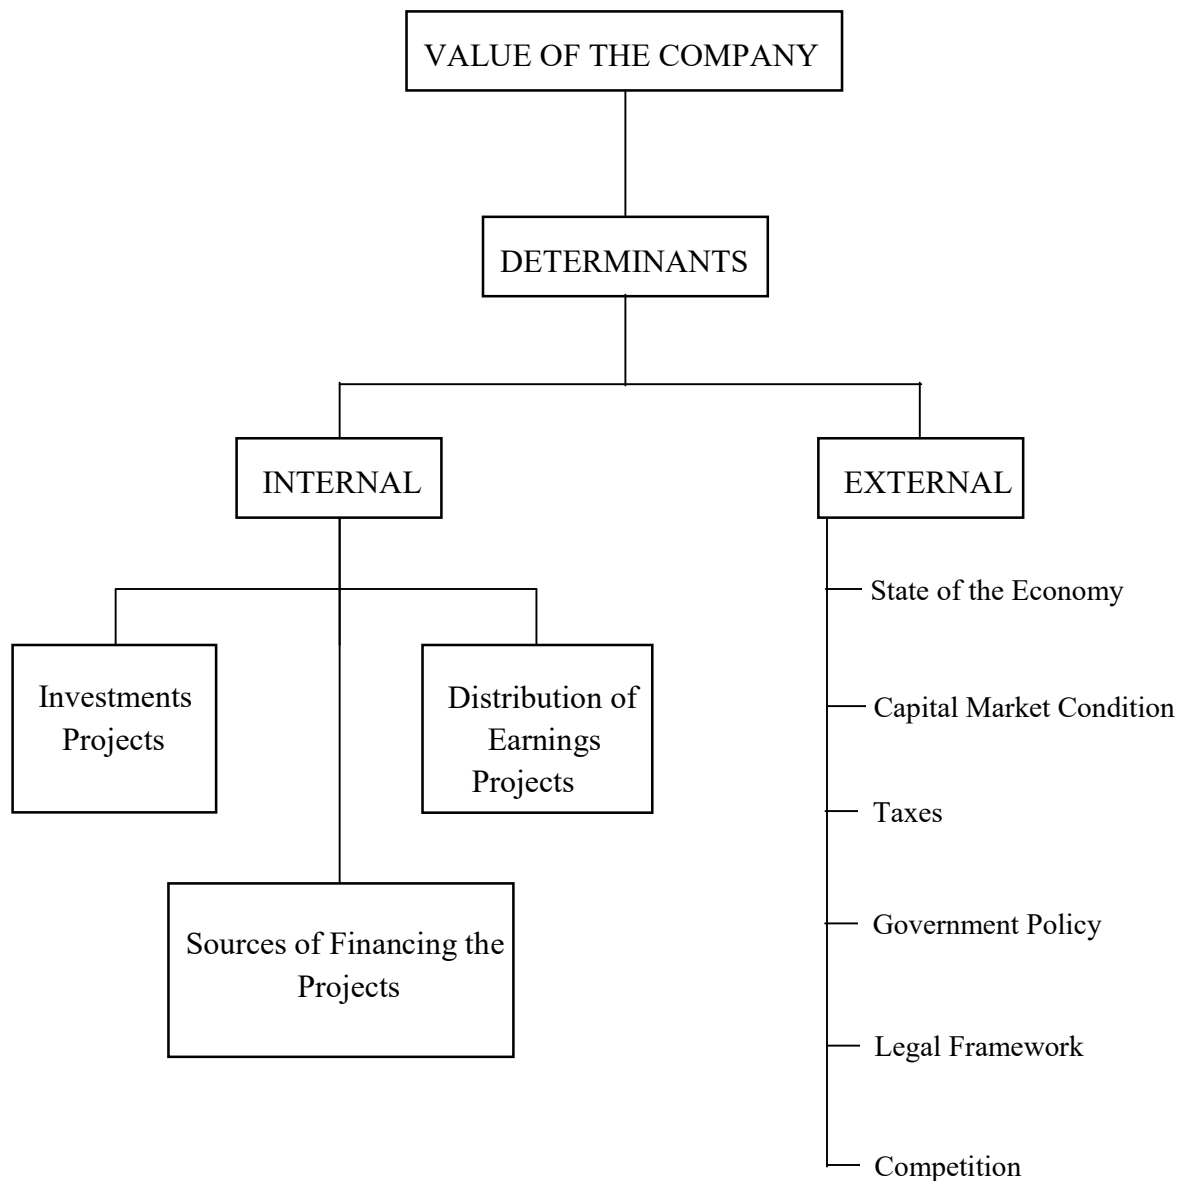 VALUE OF THE COMPANY
DETERMINANTS
INTERNAL
EXTERNAL
Investments
Projects
Distribution of
Earnings
Projects
Sources of Financing the
Projects
State of the Economy
Capital Market Condition
Taxes
Government Policy
Legal Framework
Competition